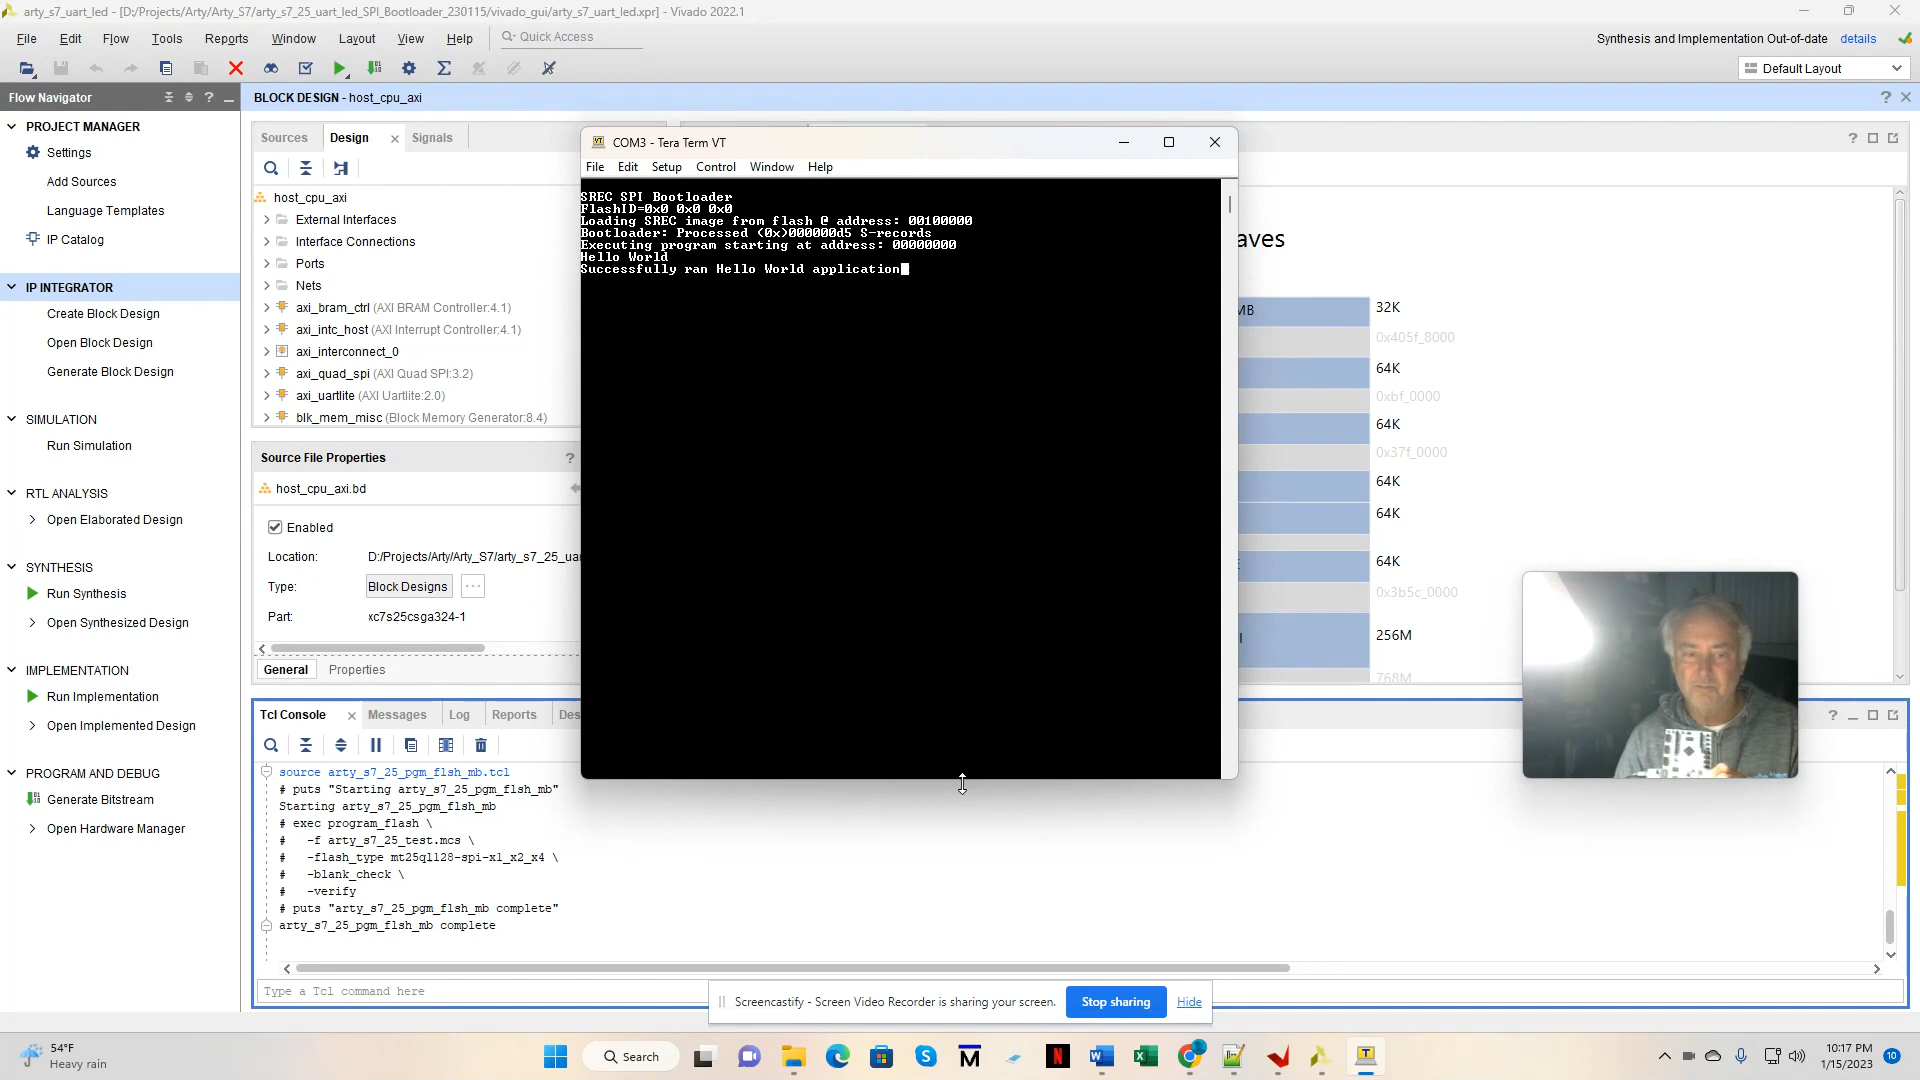 arty_s7_uart_led - [D:/Projects/Arty/Arty_S7/arty_s7_25_uart_led_SPI_Bootloader_230115/vivado_gui/arty_s7_uart_led.xpr] - Vivado 2022.1
File Edit Flow Tools Reports Window Layout View Help Quick Access
Synthesis and Implementation Out-of-date details
Default Layout
Flow Navigator
PROJECT MANAGER
Settings
Add Sources
Language Templates
IP Catalog
IP INTEGRATOR
Create Block Design
Open Block Design
Generate Block Design
SIMULATION
Run Simulation
RTL ANALYSIS
Open Elaborated Design
SYNTHESIS
Run Synthesis
Open Synthesized Design
IMPLEMENTATION
Run Implementation
Open Implemented Design
PROGRAM AND DEBUG
Generate Bitstream
Open Hardware Manager
BLOCK DESIGN - host_cpu_axi
Sources Design Signals
host_cpu_axi
External Interfaces
Interface Connections
Ports
Nets
axi_bram_ctrl (AXI BRAM Controller:4.1)
axi_intc_host (AXI Interrupt Controller:4.1)
axi_interconnect_0
axi_quad_spi (AXI Quad SPI:3.2)
axi_uartlite (AXI Uartlite:2.0)
blk_mem_misc (Block Memory Generator:8.4)
Source File Properties
host_cpu_axi.bd
Enabled
Location: D:/Projects/Arty/Arty_S7/arty_s7_25_uar
Type: Block Designs
Part: xc7s25csga324-1
General Properties
COM3 - Tera Term VT
File Edit Setup Control Window Help
SREC SPI Bootloader
FlashID=0x0 0x0 0x0
Loading SREC image from flash @ address: 00100000
Bootloader: Processed (0x)000000d5 S-records
Executing program starting at address: 00000000
Hello World
Successfully ran Hello World application
aves
MB
32K
0x405f_8000
64K
0xbf_0000
64K
0x37f_0000
64K
64K
E
64K
0x3b5c_0000
I
256M
768M
Tcl Console Messages Log Reports Des
source arty_s7_25_pgm_flsh_mb.tcl
# puts "Starting arty_s7_25_pgm_flsh_mb"
Starting arty_s7_25_pgm_flsh_mb
# exec program_flash \
# -f arty_s7_25_test.mcs \
# -flash_type mt25ql128-spi-x1_x2_x4 \
# -blank_check \
# -verify
# puts "arty_s7_25_pgm_flsh_mb complete"
arty_s7_25_pgm_flsh_mb complete
Type a Tcl command here
Screencastify - Screen Video Recorder is sharing your screen. Stop sharing Hide
54°F
Heavy rain
Search
10:17 PM
1/15/2023
10